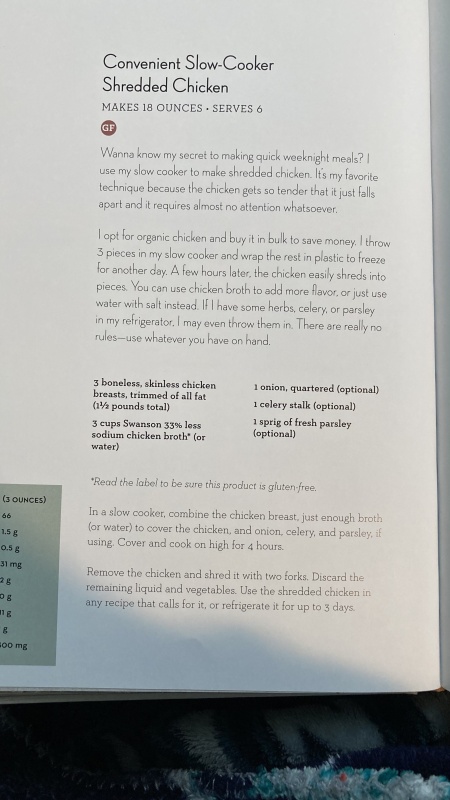 Convenient Slow-Cooker
Shredded Chicken
MAKES 18 OUNCES • SERVES 6
GF
Wanna know my secret to making quick weeknight meals? I
use my slow cooker to make shredded chicken. It's my favorite
technique because the chicken gets so tender that it just falls
apart and it requires almost no attention whatsoever.
I opt for organic chicken and buy it in bulk to save money. I throw
3 pieces in my slow cooker and wrap the rest in plastic to freeze
for another day. A few hours later, the chicken easily shreds into
pieces. You can use chicken broth to add more flavor, or just use
water with salt instead. If I have some herbs, celery, or parsley
in my refrigerator, I may even throw them in. There are really no
rules—use whatever you have on hand.
3 boneless, skinless chicken
breasts, trimmed of all fat
(1½ pounds total)
3 cups Swanson 33% less
sodium chicken broth* (or
water)
1 onion, quartered (optional)
1 celery stalk (optional)
1 sprig of fresh parsley
(optional)
*Read the label to be sure this product is gluten-free.
In a slow cooker, combine the chicken breast, just enough broth
(or water) to cover the chicken, and onion, celery, and parsley, if
using. Cover and cook on high for 4 hours.
Remove the chicken and shred it with two forks. Discard the
remaining liquid and vegetables. Use the shredded chicken in
any recipe that calls for it, or refrigerate it for up to 3 days.
(3 OUNCES)
66
1.5 g
0.5 g
31 mg
2 g
0 g
11 g
g